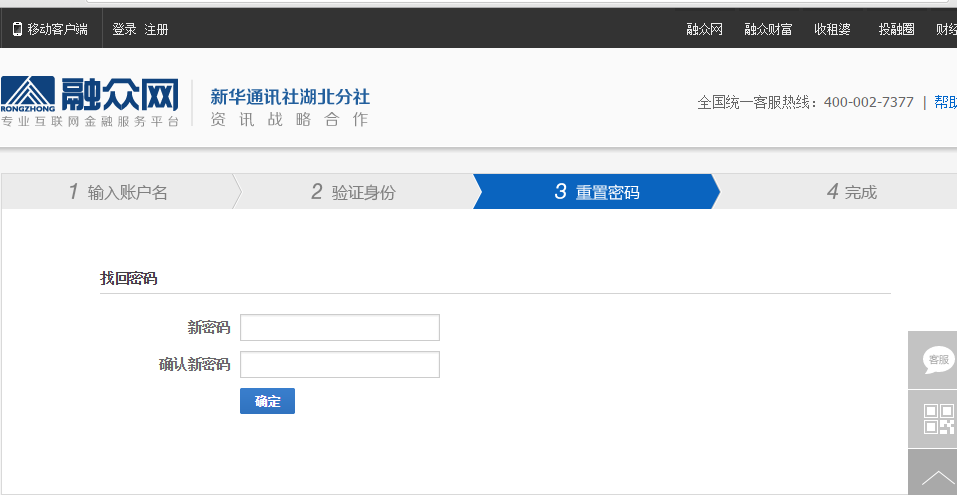 移动客户端 登录 注册 融众网 融众财富 收租婆 投融圈 财经
RONGZHONG 融众网
专业互联网金融服务平台
新华通讯社湖北分社
资讯战略合作
全国统一客服热线：400-002-7377 | 帮助
1 输入账户名 2 验证身份 3 重置密码 4 完成
找回密码
新密码
确认新密码
确定
客服